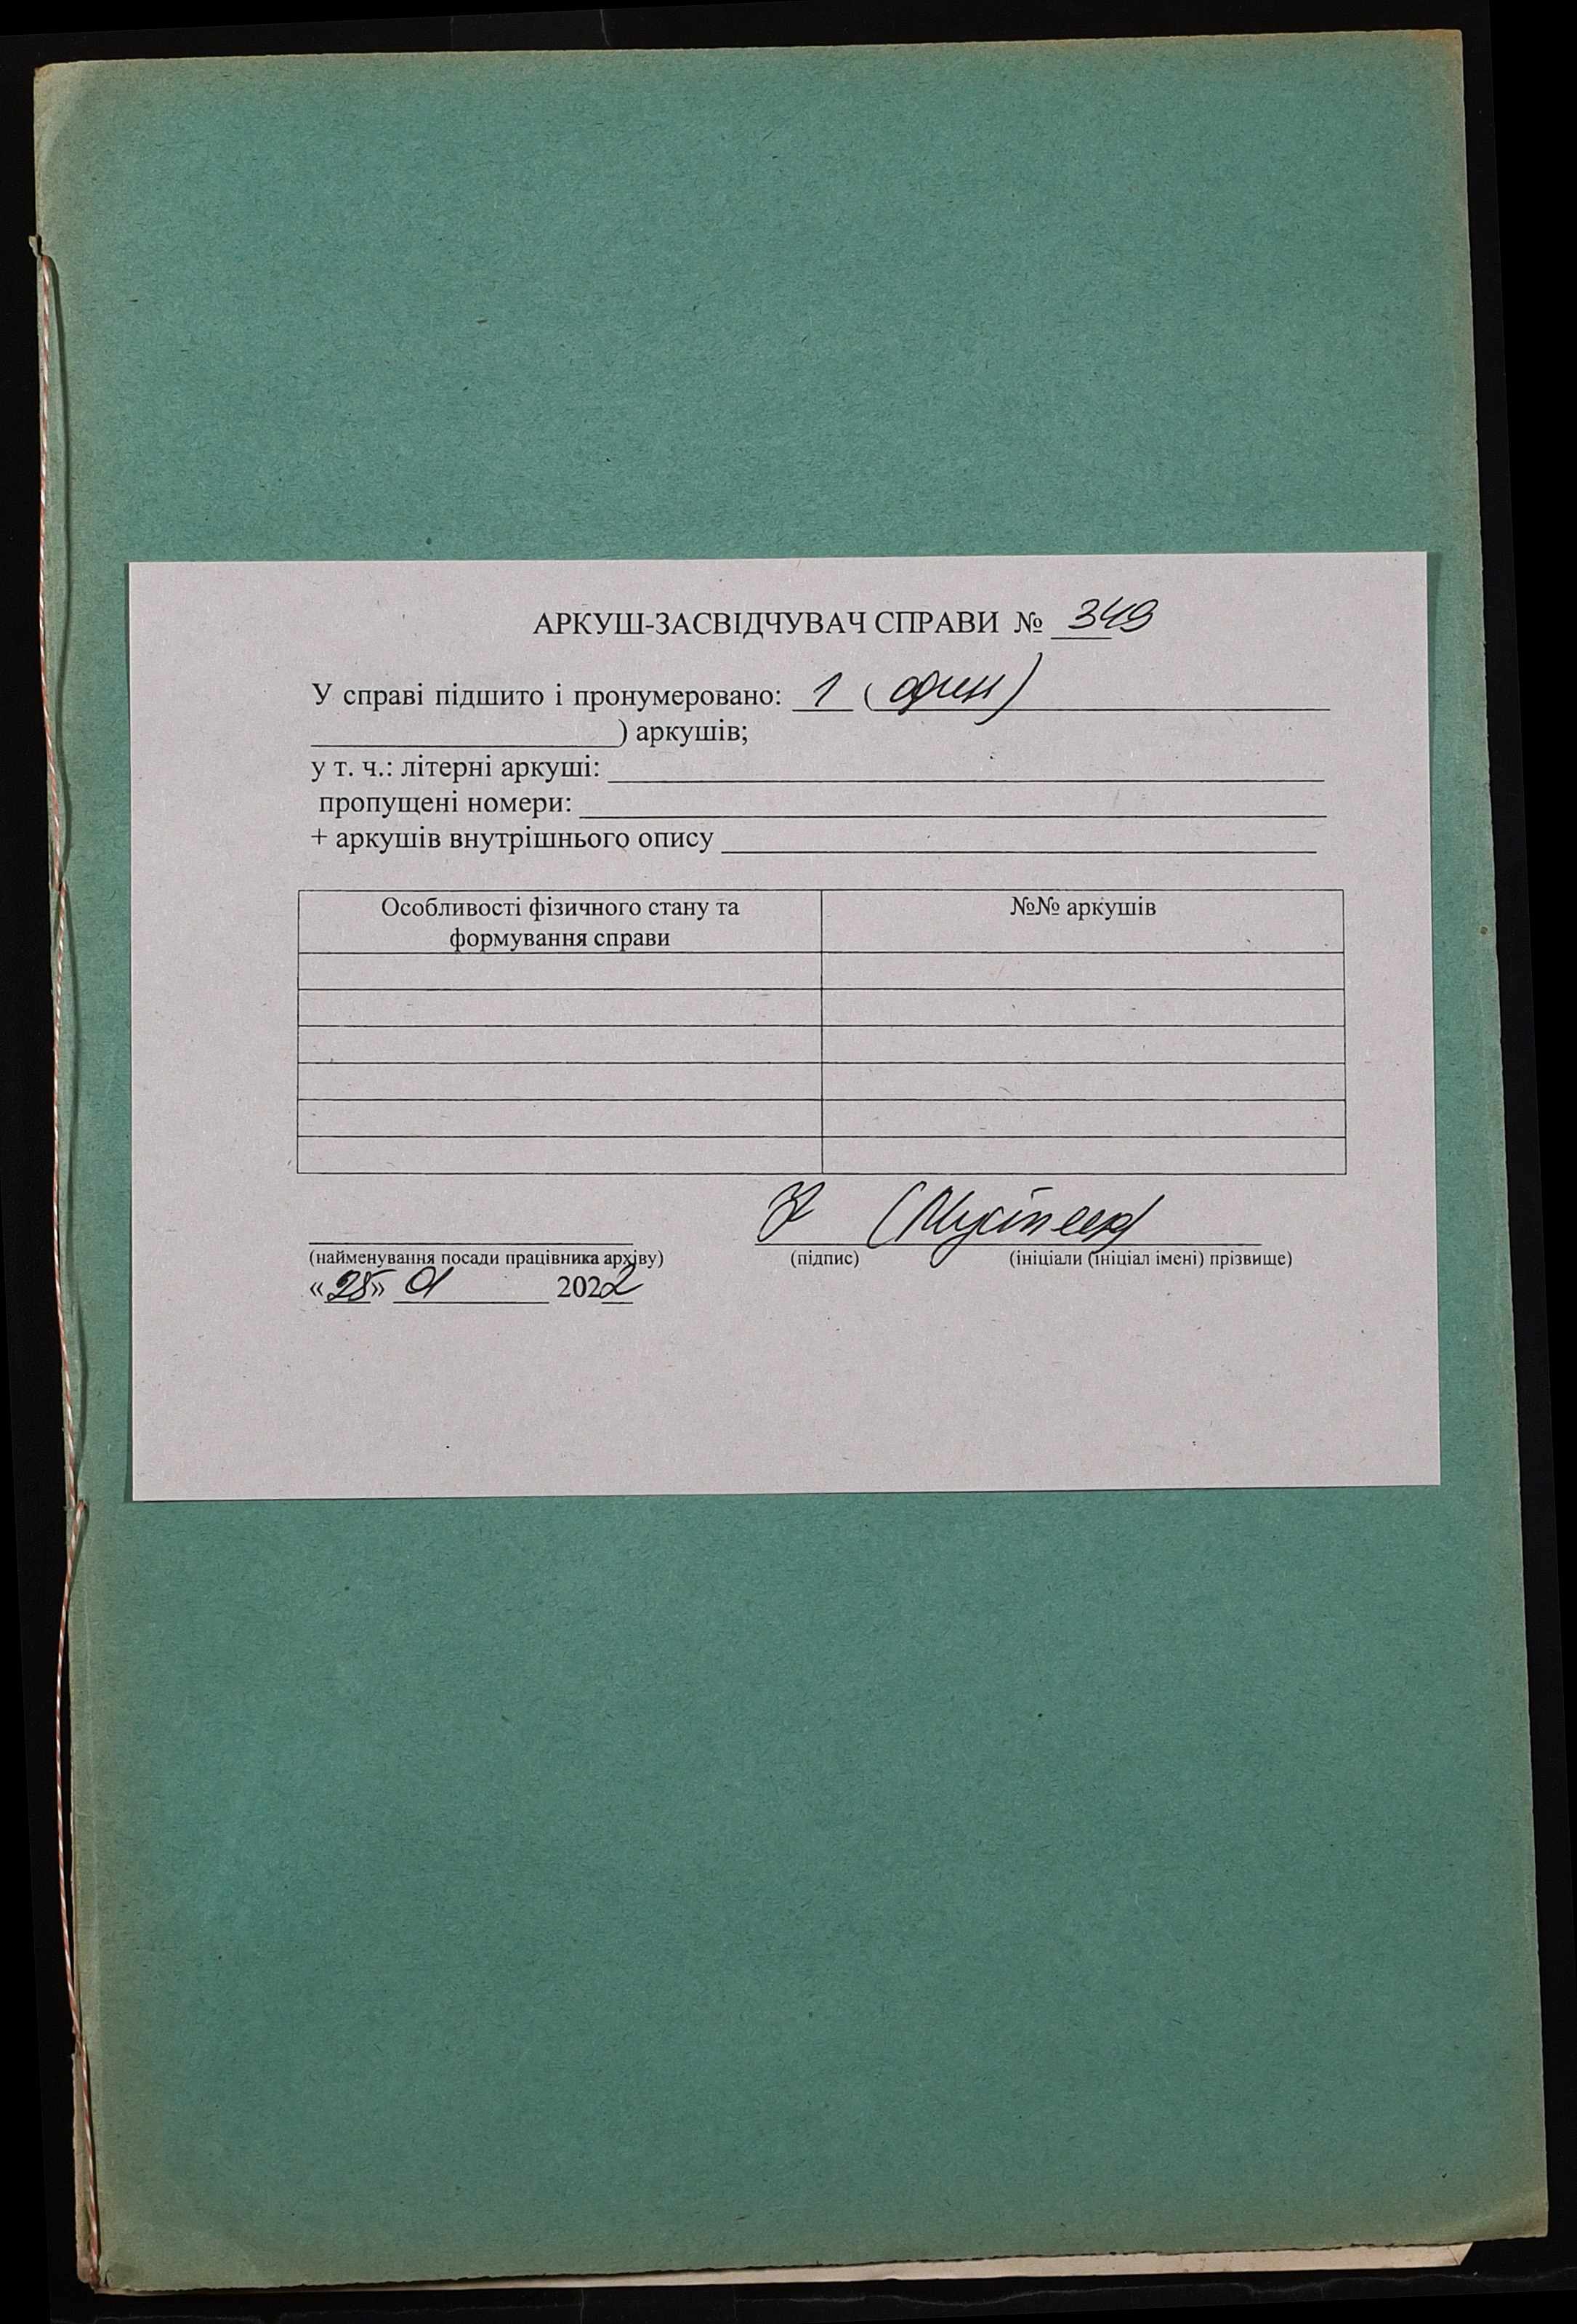 АРКУШ-ЗАСВІДЧУВАЧ СПРАВИ № 349
У справі підшито і пронумеровано: 1 ( один )
) аркушів;
у т. ч.: літерні аркуші:
пропущені номери:
+ аркушів внутрішнього опису
Особливості фізичного стану та формування справи
№№ аркушів
(найменування посади працівника архіву)
(підпис)
(ініціали (ініціал імені) прізвище)
«25» 01 2022